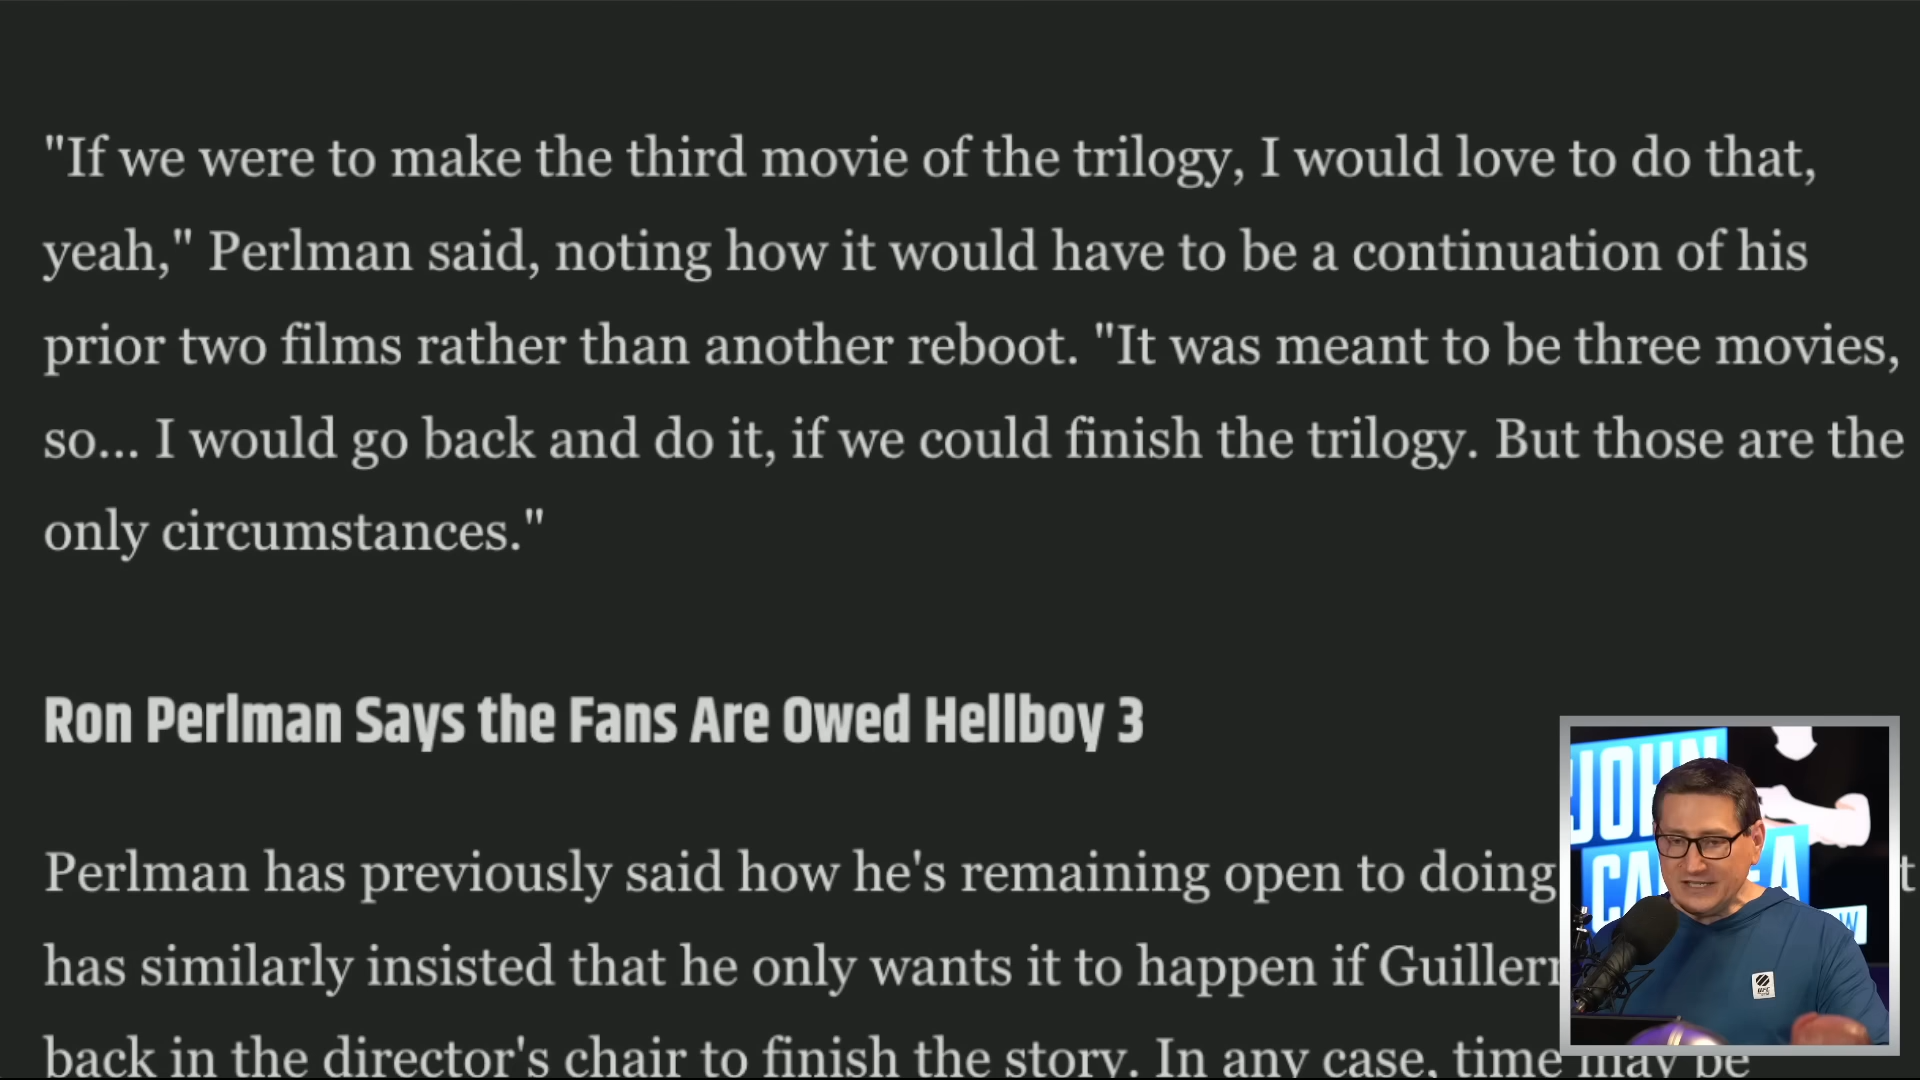 "If we were to make the third movie of the trilogy, I would love to do that,
yeah," Perlman said, noting how it would have to be a continuation of his
prior two films rather than another reboot. "It was meant to be three movies,
so... I would go back and do it, if we could finish the trilogy. But those are the
only circumstances."
Ron Perlman Says the Fans Are Owed Hellboy 3
Perlman has previously said how he's remaining open to doing
has similarly insisted that he only wants it to happen if
back in the director's chair to finish the story. In any case, time may be
JOHN
UFC